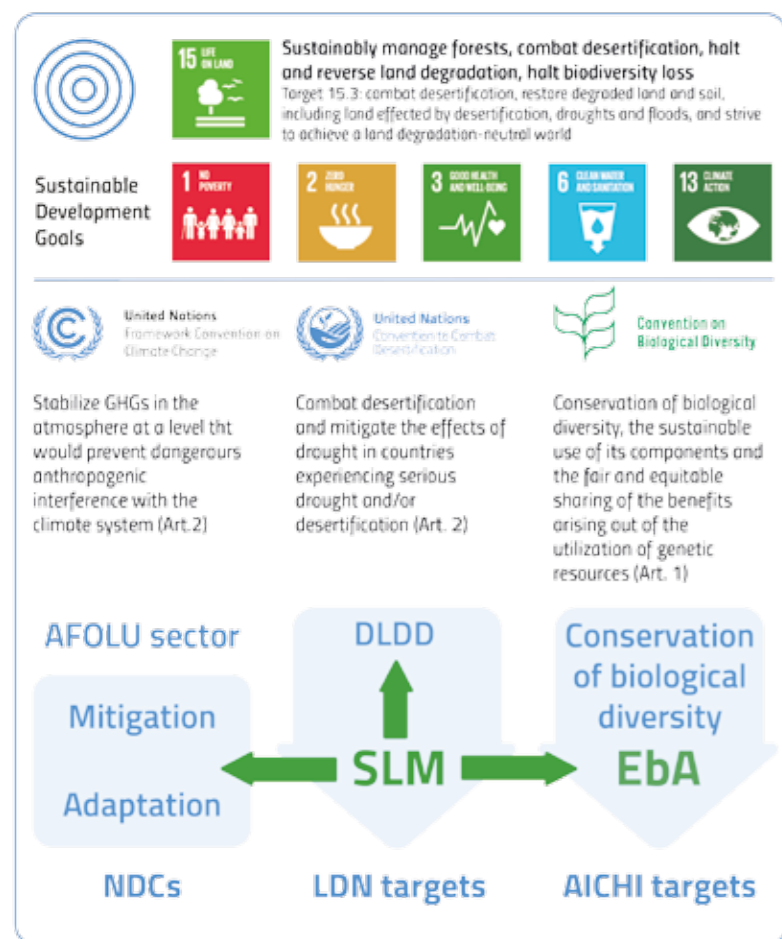 15 LIFE
ON LAND
Sustainably manage forests, combat desertification, halt
and reverse land degradation, halt biodiversity loss
Target 15.3: combat desertification, restore degraded land and soil,
including land effected by desertification, droughts and floods, and strive
to achieve a land degradation-neutral world
Sustainable
Development
Goals
1 NO
POVERTY
2 ZERO
HUNGER
3 GOOD HEALTH
AND WELL-BEING
6 CLEAN WATER
AND SANITATION
13 CLIMATE
ACTION
United Nations
Framework Convention on
Climate Change
United Nations
Convention to Combat
Desertification
Convention on
Biological Diversity
Stabilize GHGs in the
atmosphere at a level tht
would prevent dangerours
anthropogenic
interference with the
climate system (Art.2)
Combat desertification
and mitigate the effects of
drought in countries
experiencing serious
drought and/or
desertification (Art. 2)
Conservation of biological
diversity, the sustainable
use of its components and
the fair and equitable
sharing of the benefits
arising out of the
utilization of genetic
resources (Art. 1)
AFOLU sector
Mitigation
Adaptation
NDCs
DLDD
SLM
LDN targets
Conservation
of biological
diversity
EbA
AICHI targets